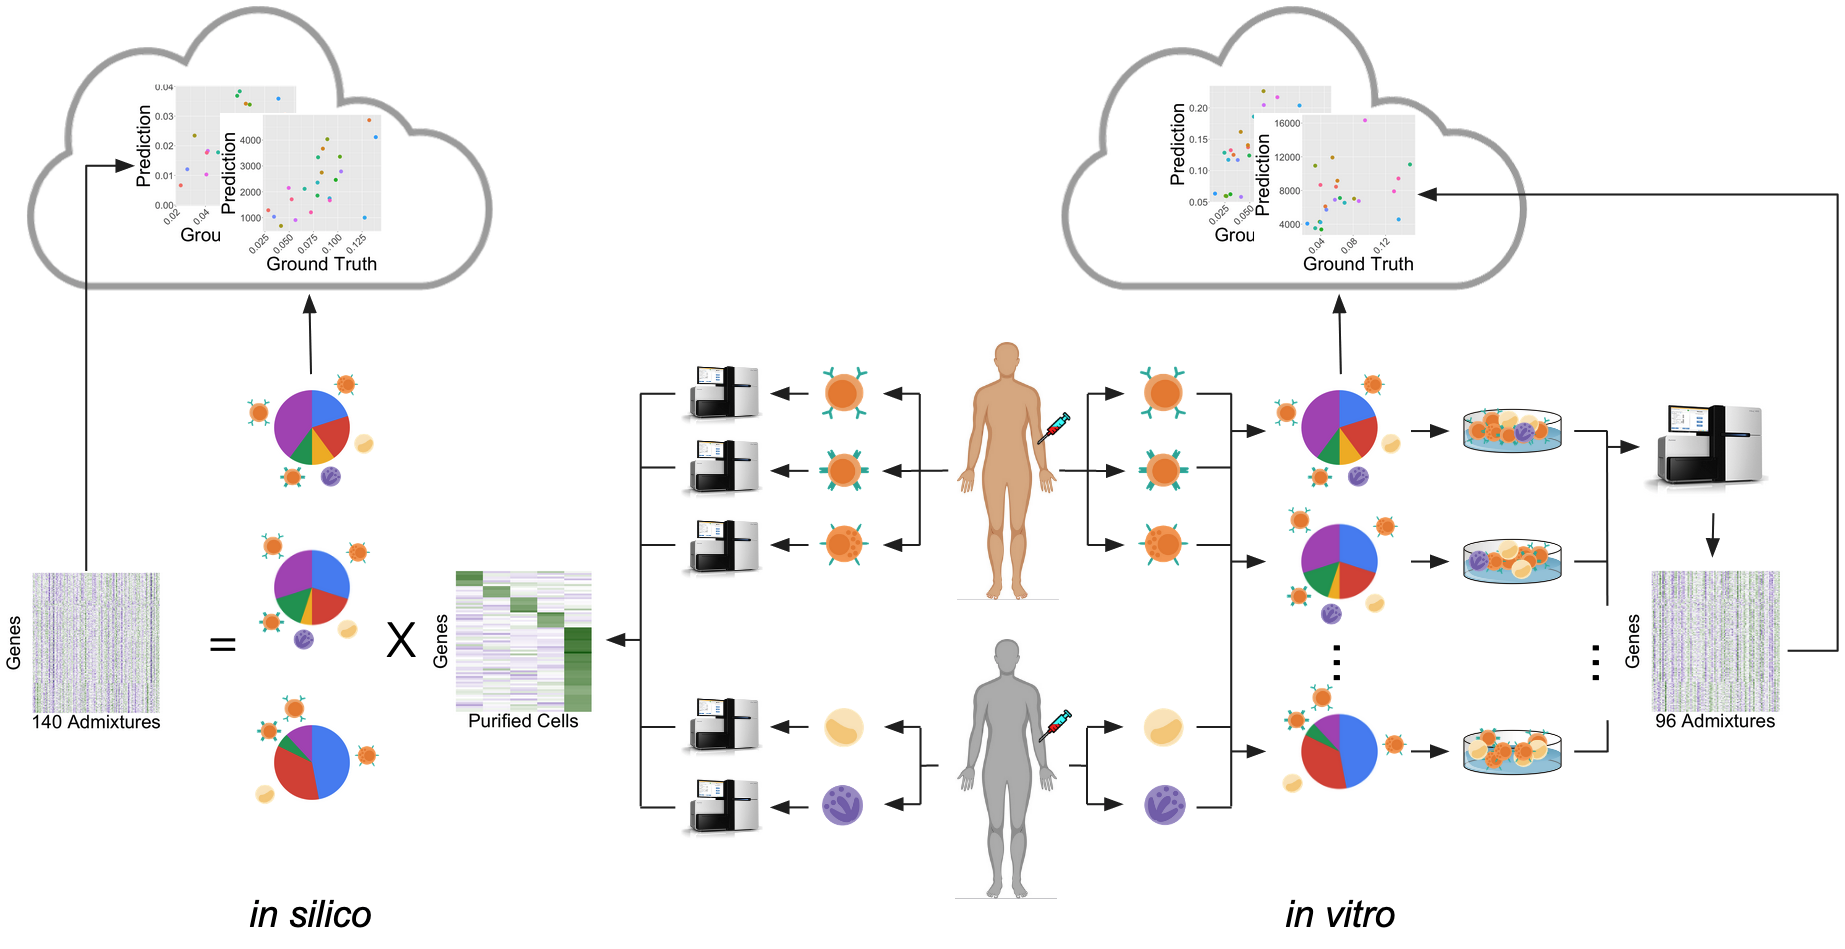 Prediction
0.04
0.03
0.02
0.01
0.00
0.02
0.04
Grou
Prediction
4000
3000
2000
1000
0.025
0.050
0.075
0.100
0.125
Ground Truth
Prediction
0.20
0.15
0.10
0.05
0.025
0.050
Grou
Prediction
16000
12000
8000
4000
0.04
0.08
0.12
Ground Truth
Genes
140 Admixtures
=
X
Genes
Purified Cells
Genes
96 Admixtures
in silico
in vitro